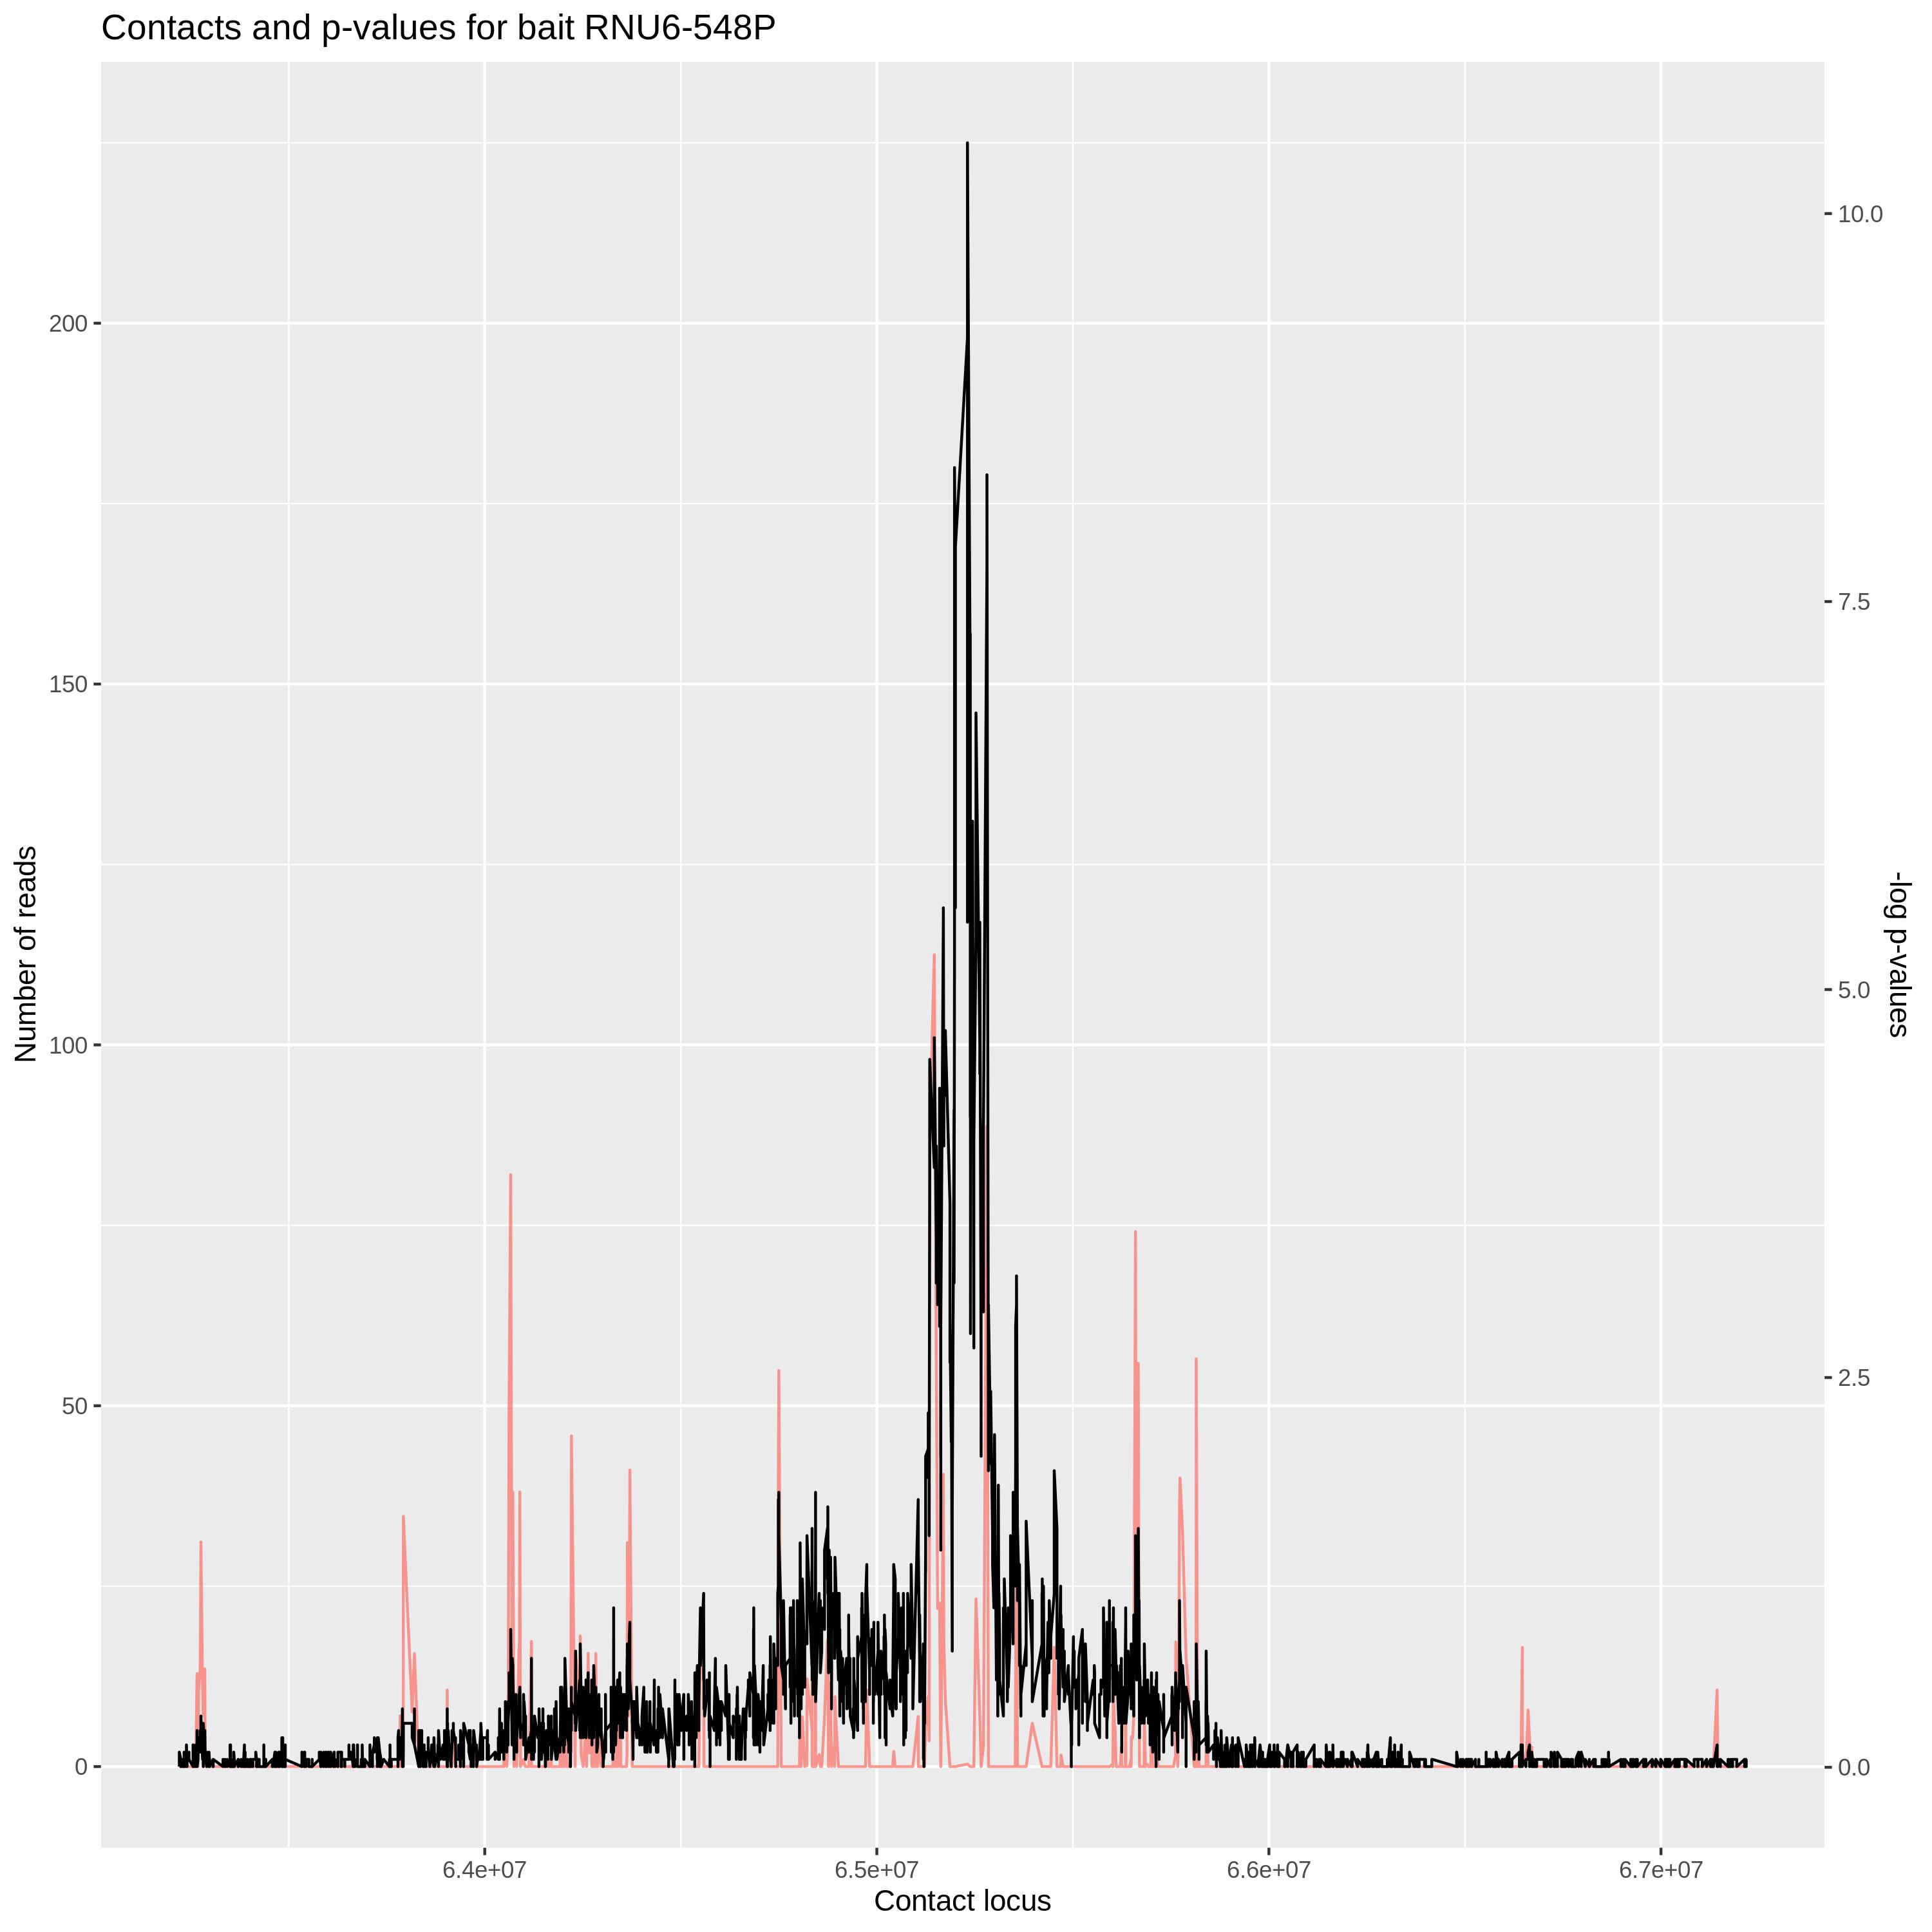 Contacts and p-values for bait RNU6-548P
Number of reads
200
150
100
50
0
10.0
7.5
5.0
2.5
0.0
-log p-values
6.4e+07
6.5e+07
6.6e+07
6.7e+07
Contact locus